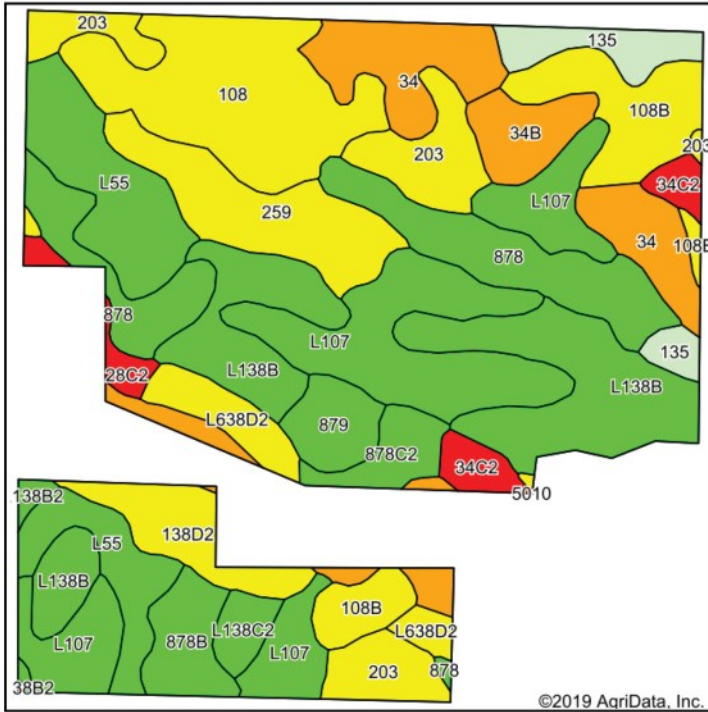 203
135
108
34
108B
34B
203
203
34C2
L55
L107
259
34
108B
878
878
L107
135
28C2
L138B
L138B
L638D2
879
878C2
34C2
5010
L138B2
138D2
L55
L138B
108B
L138C2
L638D2
878B
L107
L107
203
878
38B2
©2019 AgriData, Inc.